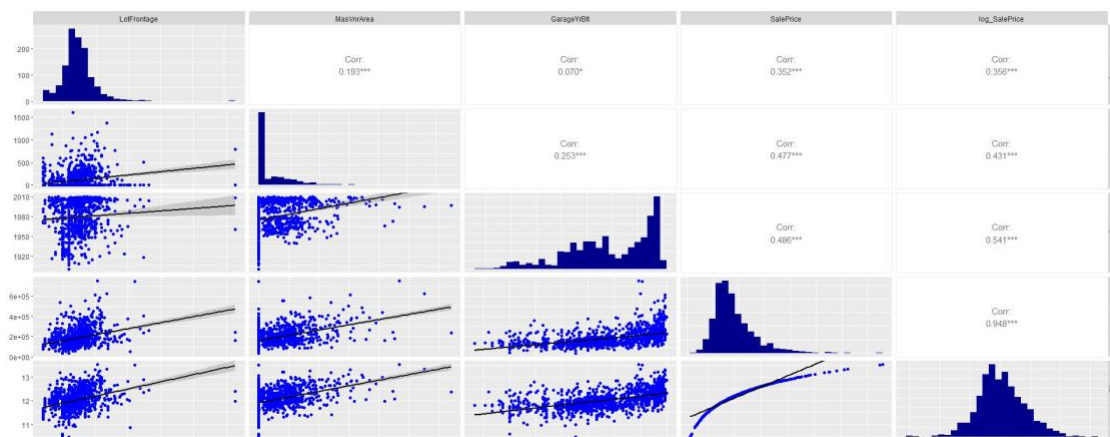 LotFrontage MasVnrArea GarageYrBlt SalePrice log_SalePrice
200
100
0
Corr:
0.193***
Corr:
0.070*
Corr:
0.352***
Corr:
0.356***
1500
1000
500
0
Corr:
0.253***
Corr:
0.477***
Corr:
0.431***
2010
1980
1950
1920
Corr:
0.486***
Corr:
0.541***
6e+05
4e+05
2e+05
0e+00
Corr:
0.948***
13
12
11